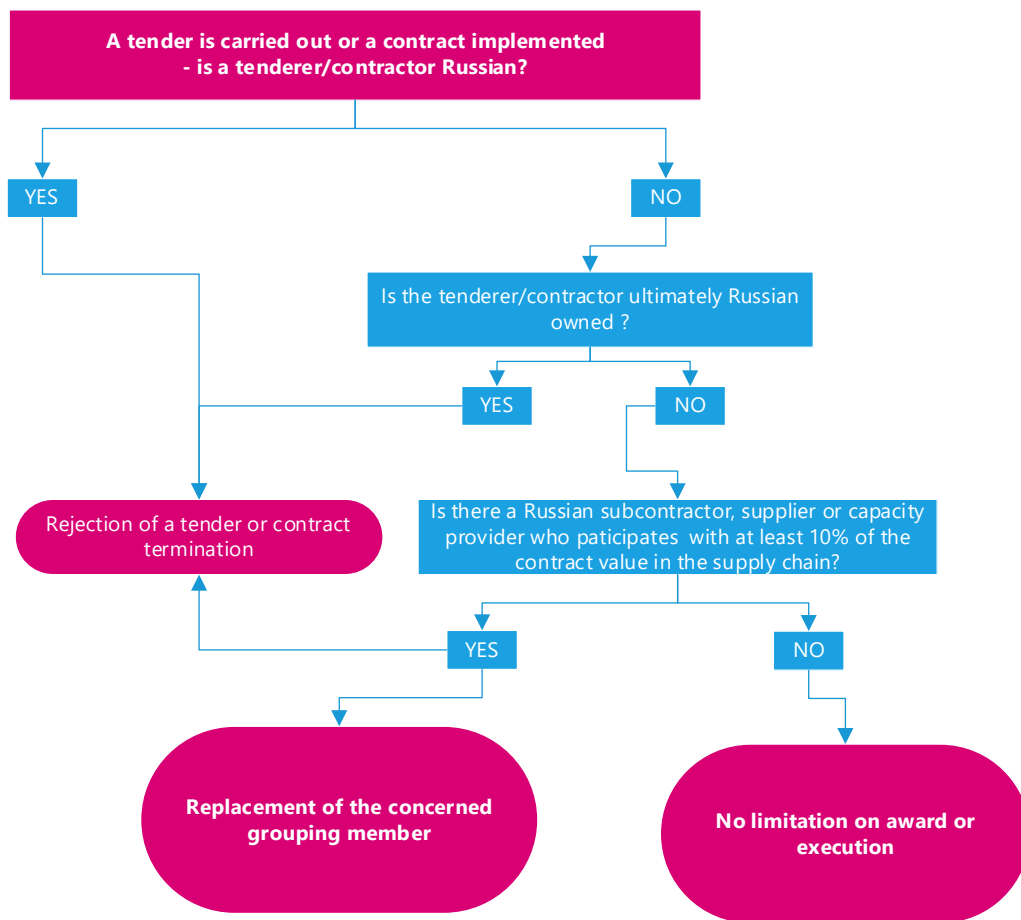 A tender is carried out or a contract implemented
- is a tenderer/contractor Russian?
YES
NO
Is the tenderer/contractor ultimately Russian
owned ?
YES
NO
Rejection of a tender or contract
termination
Is there a Russian subcontractor, supplier or capacity
provider who paticipates with at least 10% of the
contract value in the supply chain?
YES
NO
Replacement of the concerned
grouping member
No limitation on award or
execution